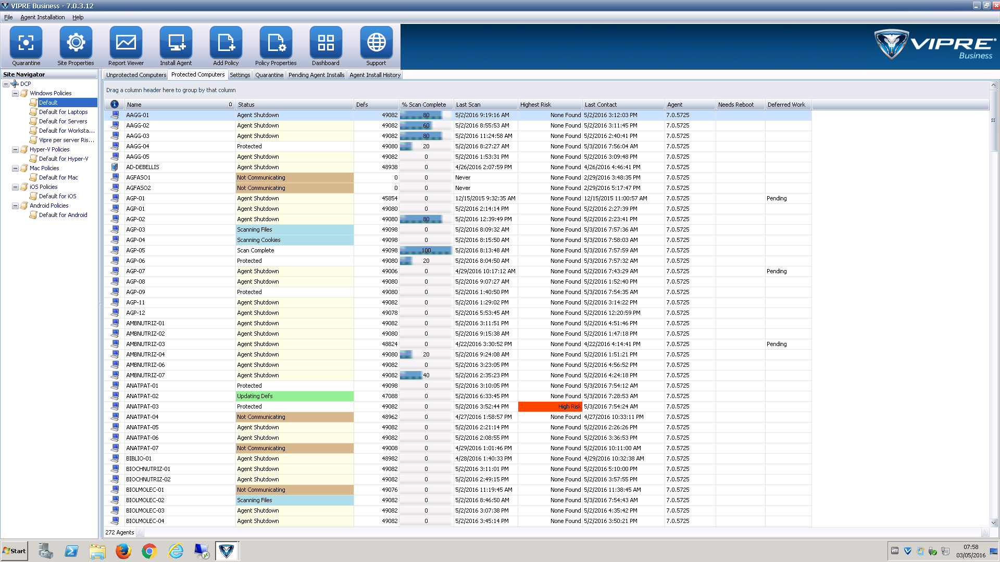 VIPRE Business - 7.0.3.12
File Agent Installation Help
Quarantine Site Properties Report Viewer Install Agent Add Policy Policy Properties Dashboard Support
VIPRE
Business
Site Navigator
DCP
Windows Policies
Default
Default for Laptops
Default for Servers
Default for Worksta...
Vipre per server Ris...
Hyper-V Policies
Default for Hyper-V
Mac Policies
Default for Mac
iOS Policies
Default for iOS
Android Policies
Default for Android
Unprotected Computers Protected Computers Settings Quarantine Pending Agent Installs Agent Install History
Drag a column header here to group by that column
Name Status Defs % Scan Complete Last Scan Highest Risk Last Contact Agent Needs Reboot Deferred Work
AAGG-01 Agent Shutdown 49082 80 5/2/2016 9:19:16 AM None Found 5/2/2016 3:12:03 PM 7.0.5725
AAGG-02 Agent Shutdown 49082 60 5/2/2016 8:55:53 AM None Found 5/2/2016 3:11:45 PM 7.0.5725
AAGG-03 Agent Shutdown 49082 80 5/2/2016 11:24:58 AM None Found 5/2/2016 2:40:41 PM 7.0.5725
AAGG-04 Protected 49080 20 5/2/2016 8:27:27 AM None Found 5/3/2016 7:56:04 AM 7.0.5725
AAGG-05 Agent Shutdown 49082 0 5/2/2016 1:53:31 PM None Found 5/2/2016 3:09:48 PM 7.0.5725
AD-DEBELLIS Agent Shutdown 48938 0 4/26/2016 2:07:59 PM None Found 4/26/2016 4:46:41 PM 7.0.5725
AGFASO1 Not Communicating 0 0 Never None Found 2/29/2016 3:48:35 PM 7.0.5725
AGFASO2 Not Communicating 0 0 Never None Found 2/29/2016 5:17:47 PM 7.0.5725
AGP-01 Agent Shutdown 45854 0 12/15/2015 9:32:35 AM None Found 12/15/2015 11:00:57 AM 7.0.5725 Pending
AGP-01 Agent Shutdown 49080 0 5/2/2016 2:14:14 PM None Found 5/2/2016 2:27:39 PM 7.0.5725
AGP-02 Agent Shutdown 49080 80 5/2/2016 12:39:49 PM None Found 5/2/2016 2:23:41 PM 7.0.5725
AGP-03 Scanning Files 49098 0 5/2/2016 8:09:32 AM None Found 5/3/2016 7:57:36 AM 7.0.5725
AGP-04 Scanning Cookies 49098 0 5/2/2016 8:15:50 AM None Found 5/3/2016 7:58:03 AM 7.0.5725
AGP-05 Scan Complete 49098 100 5/2/2016 8:13:48 AM None Found 5/3/2016 7:57:59 AM 7.0.5725
AGP-06 Protected 49080 20 5/2/2016 8:04:50 AM None Found 5/3/2016 7:57:32 AM 7.0.5725
AGP-07 Agent Shutdown 49006 0 4/29/2016 10:17:12 AM None Found 5/2/2016 7:43:29 AM 7.0.5725 Pending
AGP-08 Agent Shutdown 49080 0 5/2/2016 9:07:27 AM None Found 5/2/2016 1:52:40 PM 7.0.5725
AGP-09 Protected 49080 0 5/2/2016 1:40:50 PM None Found 5/3/2016 7:54:35 AM 7.0.5725
AGP-11 Agent Shutdown 49082 0 5/2/2016 1:29:02 PM None Found 5/2/2016 3:14:22 PM 7.0.5725
AGP-12 Agent Shutdown 49078 0 5/2/2016 5:53:45 AM None Found 5/2/2016 12:20:59 PM 7.0.5725
AMBNUTRIZ-01 Agent Shutdown 49082 0 5/2/2016 3:11:51 PM None Found 5/2/2016 4:51:46 PM 7.0.5725
AMBNUTRIZ-02 Agent Shutdown 49080 0 5/2/2016 9:15:38 AM None Found 5/2/2016 1:47:18 PM 7.0.5725
AMBNUTRIZ-03 Agent Shutdown 48824 0 4/22/2016 3:30:52 PM None Found 4/22/2016 4:14:41 PM 7.0.5725 Pending
AMBNUTRIZ-04 Agent Shutdown 49080 20 5/2/2016 9:24:08 AM None Found 5/2/2016 1:51:21 PM 7.0.5725
AMBNUTRIZ-06 Agent Shutdown 49082 0 5/2/2016 3:23:05 PM None Found 5/2/2016 4:56:52 PM 7.0.5725
AMBNUTRIZ-07 Agent Shutdown 49082 40 5/2/2016 2:35:23 PM None Found 5/2/2016 4:24:18 PM 7.0.5725
ANATPAT-01 Protected 49098 0 5/2/2016 3:10:05 PM None Found 5/3/2016 7:54:12 AM 7.0.5725
ANATPAT-02 Updating Defs 47088 0 5/2/2016 6:33:45 PM None Found 5/3/2016 7:28:53 AM 7.0.5725
ANATPAT-03 Protected 49082 0 5/2/2016 3:52:44 PM High Risk 5/3/2016 7:54:24 AM 7.0.5725
ANATPAT-04 Not Communicating 48962 0 4/27/2016 1:58:57 PM None Found 4/27/2016 10:33:11 PM 7.0.5725
ANATPAT-05 Agent Shutdown 49082 0 5/2/2016 2:21:14 PM None Found 5/2/2016 2:26:26 PM 7.0.5725
ANATPAT-06 Agent Shutdown 49082 0 5/2/2016 2:08:55 PM None Found 5/2/2016 3:36:53 PM 7.0.5725
ANATPAT-07 Not Communicating 49008 0 4/29/2016 1:01:46 PM None Found 5/2/2016 10:11:00 AM 7.0.5725
BIBLIO-01 Agent Shutdown 48982 0 4/28/2016 1:40:33 PM None Found 4/29/2016 10:32:38 AM 7.0.5725
BIOCHNUTRIZ-01 Agent Shutdown 49082 0 5/2/2016 3:11:01 PM None Found 5/2/2016 5:10:00 PM 7.0.5725
BIOCHNUTRIZ-02 Agent Shutdown 49082 0 5/2/2016 2:49:15 PM None Found 5/2/2016 3:57:55 PM 7.0.5725
BIOLMOLEC-01 Not Communicating 49076 0 5/2/2016 11:19:45 AM None Found 5/2/2016 11:38:45 AM 7.0.5725
BIOLMOLEC-02 Scanning Files 49082 0 5/2/2016 8:46:50 AM None Found 5/3/2016 7:54:43 AM 7.0.5725
BIOLMOLEC-03 Agent Shutdown 49082 0 5/2/2016 3:07:38 PM None Found 5/2/2016 4:35:42 PM 7.0.5725
BIOLMOLEC-04 Agent Shutdown 49082 0 5/2/2016 3:45:14 PM None Found 5/2/2016 3:50:21 PM 7.0.5725
272 Agents
Start
07:58
03/05/2016